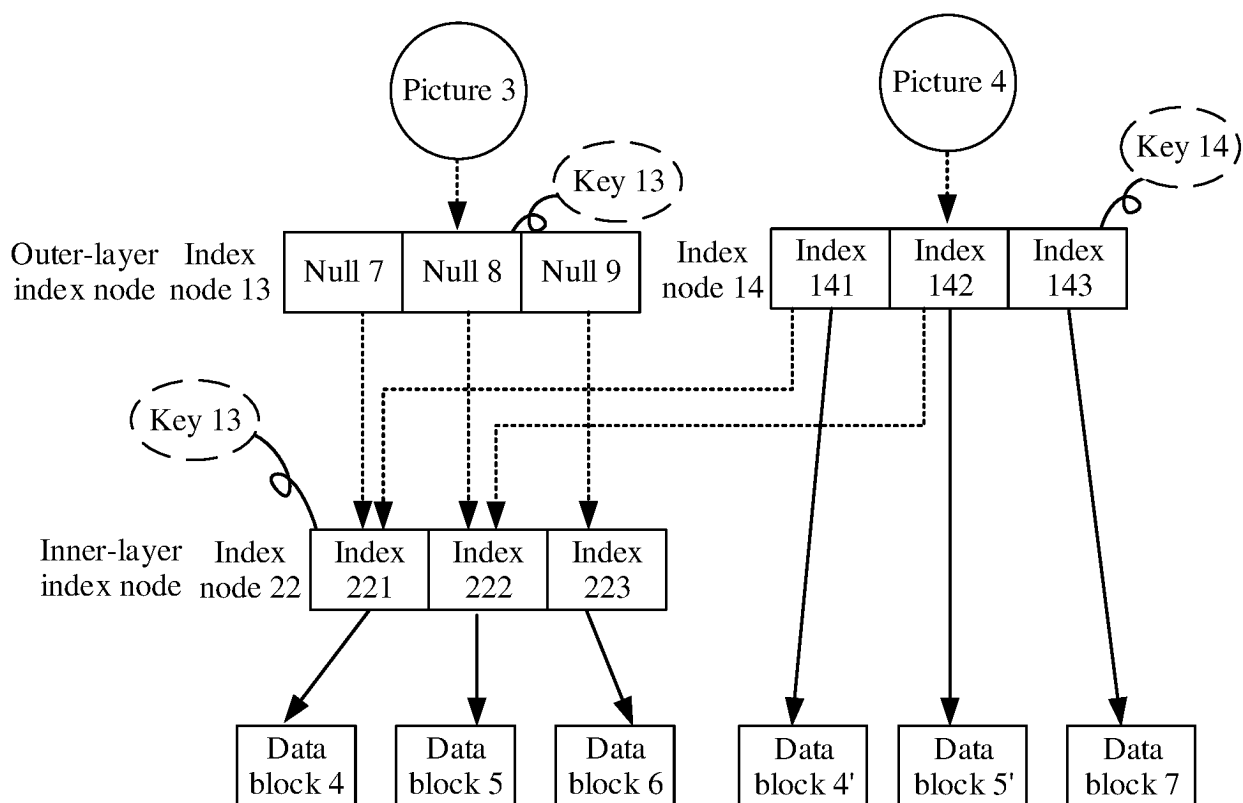 Picture 3
Picture 4
Key 13
Key 14
Outer-layer
index node
Index
node 13
Null 7
Null 8
Null 9
Index
node 14
Index
141
Index
142
Index
143
Key 13
Inner-layer
index node
Index
node 22
Index
221
Index
222
Index
223
Data
block 4
Data
block 5
Data
block 6
Data
block 4'
Data
block 5'
Data
block 7